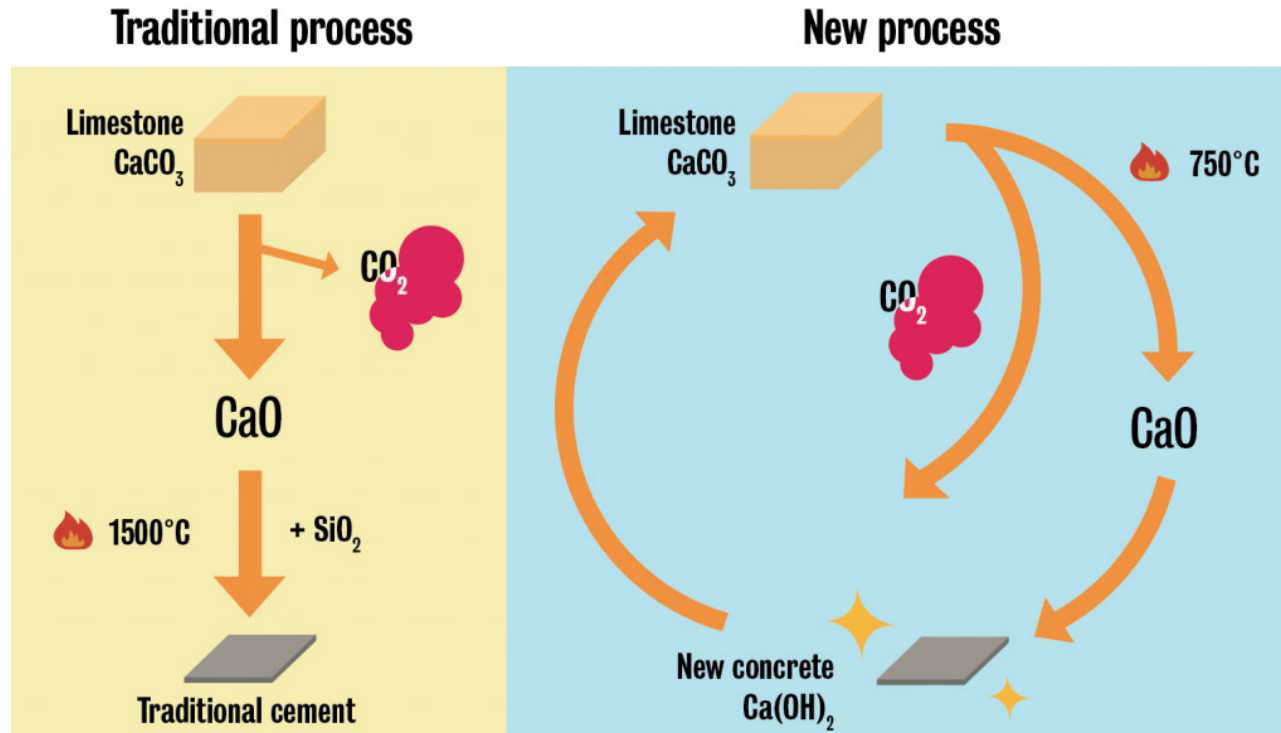 Traditional process
Limestone
CaCO₃
CO₂
CaO
1500°C
+ SiO₂
Traditional cement
New process
Limestone
CaCO₃
750°C
CO₂
CaO
New concrete
Ca(OH)₂